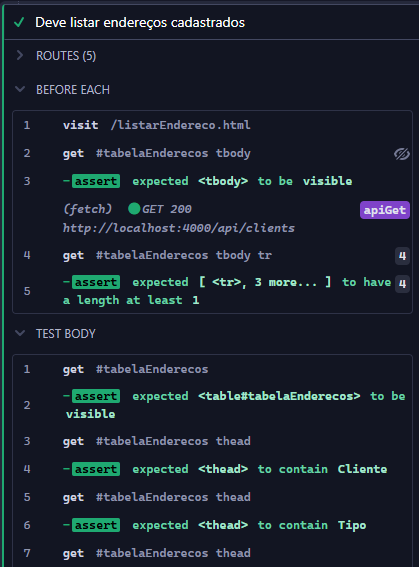 Deve listar endereços cadastrados
ROUTES (5)
BEFORE EACH
1 visit /listarEndereco.html
2 get #tabelaEnderecos tbody
3 -assert expected <tbody> to be visible
(fetch) GET 200 apiGet
http://localhost:4000/api/clients
4 get #tabelaEnderecos tbody tr 4
5 -assert expected [ <tr>, 3 more... ] to have 4
a length at least 1
TEST BODY
1 get #tabelaEnderecos
2 -assert expected <table#tabelaEnderecos> to be
visible
3 get #tabelaEnderecos thead
4 -assert expected <thead> to contain Cliente
5 get #tabelaEnderecos thead
6 -assert expected <thead> to contain Tipo
7 get #tabelaEnderecos thead